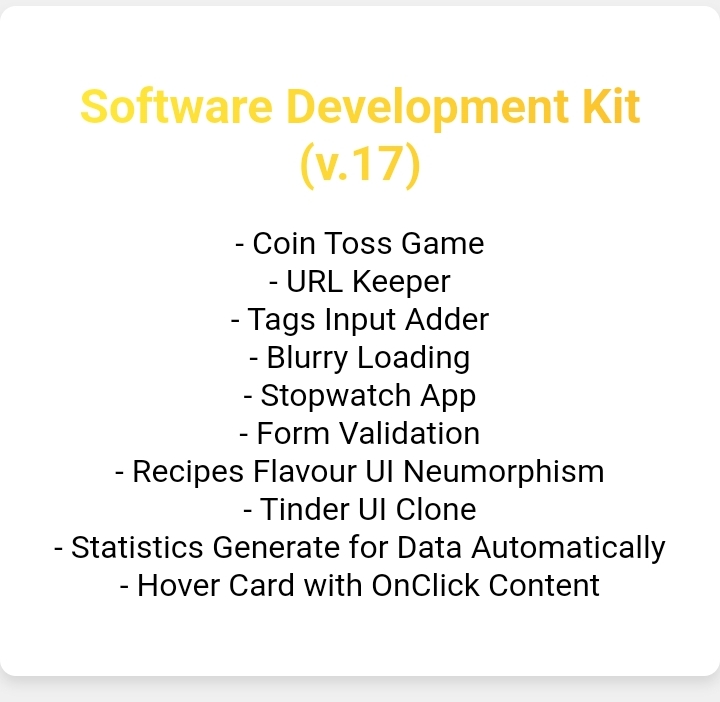 Software Development Kit
(v.17)
- Coin Toss Game
- URL Keeper
- Tags Input Adder
- Blurry Loading
- Stopwatch App
- Form Validation
- Recipes Flavour UI Neumorphism
- Tinder UI Clone
- Statistics Generate for Data Automatically
- Hover Card with OnClick Content